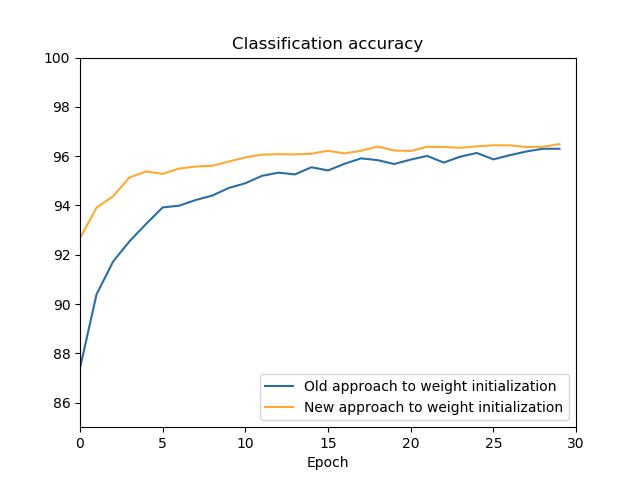 Classification accuracy
100
98
96
94
92
90
88
86
Old approach to weight initialization
New approach to weight initialization
0 5 10 15 20 25 30
Epoch